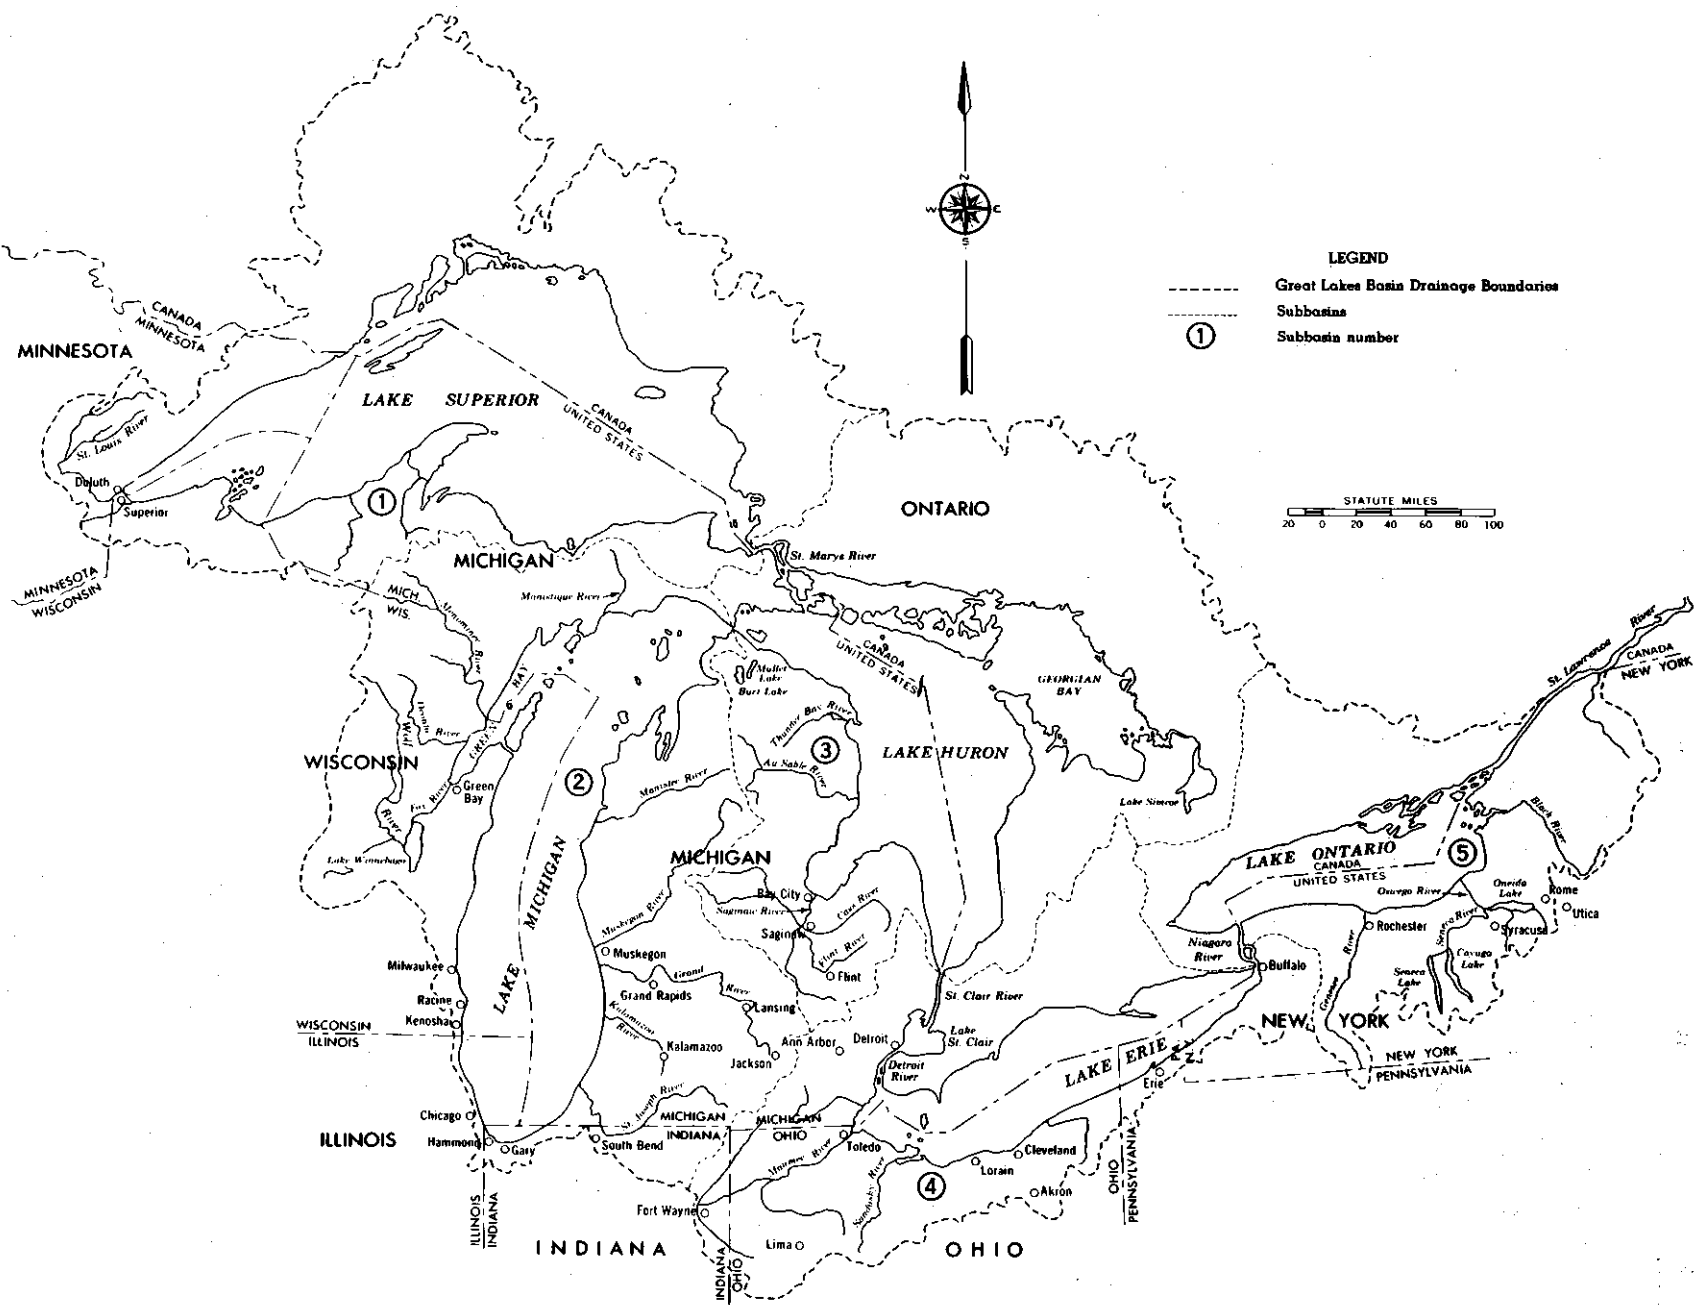 N
W
E
S
LEGEND
Great Lakes Basin Drainage Boundaries
Subbasins
1
Subbasin number
CANADA
MINNESOTA
MINNESOTA
LAKE SUPERIOR
CANADA
UNITED STATES
St. Louis River
Duluth
Superior
1
ONTARIO
STATUTE MILES
20 0 20 40 60 80 100
MICHIGAN
St. Marys River
MINNESOTA
WISCONSIN
MICH.
WIS.
Menominee River
Manistique River
CANADA
UNITED STATES
St. Lawrence River
CANADA
NEW YORK
GREEN BAY
Mullet Lake
Burt Lake
GEORGIAN BAY
Wolf River
River
Thunder Bay River
3
LAKE HURON
WISCONSIN
Au Sable River
2
Manistee River
Green Bay
Fox River
Lake Simcoe
Black River
Lake Winnebago
LAKE MICHIGAN
MICHIGAN
LAKE ONTARIO
CANADA
UNITED STATES
5
Oswego River
Oneida Lake
Rome
Utica
Bay City
Saginaw River
Cass River
Saginaw
Flint River
Flint
Muskegon River
Muskegon
Rochester
Seneca River
Syracuse
Niagara River
Buffalo
Seneca Lake
Cayuga Lake
Genesee River
Milwaukee
Racine
Kenosha
Grand River
Grand Rapids
Lansing
St. Clair River
Kalamazoo River
Kalamazoo
Jackson
Ann Arbor
Detroit
Lake St. Clair
NEW YORK
WISCONSIN
ILLINOIS
Detroit River
LAKE ERIE
Erie
NEW YORK
PENNSYLVANIA
Chicago
ILLINOIS
Hammond
Gary
South Bend
St. Joseph River
MICHIGAN
INDIANA
MICHIGAN
OHIO
Toledo
Maumee River
Sandusky River
Lorain
Cleveland
4
Akron
OHIO
PENNSYLVANIA
Fort Wayne
Lima
ILLINOIS
INDIANA
INDIANA
INDIANA
OHIO
OHIO